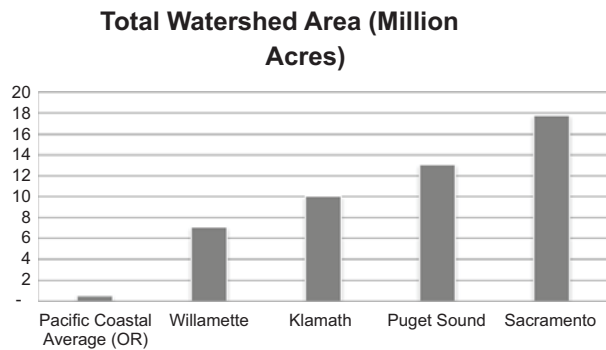 Total Watershed Area (Million
Acres)
20
18
16
14
12
10
8
6
4
2
-
Pacific Coastal Willamette Klamath Puget Sound Sacramento
Average (OR)